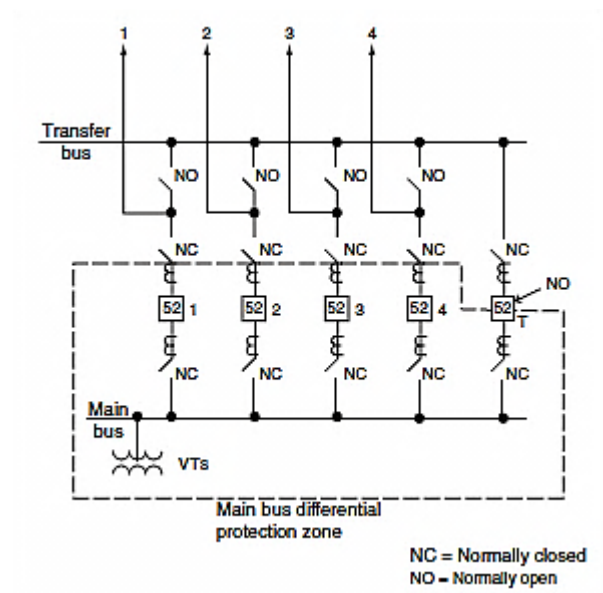 1 2 3 4
Transfer
bus
NO NO NO NO
NC NC NC NC NC
NO
52 1 52 2 52 3 52 4 52
T
NC NC NC NC NC
Main
bus
VTs
Main bus differential
protection zone
NC = Normally closed
NO = Normally open